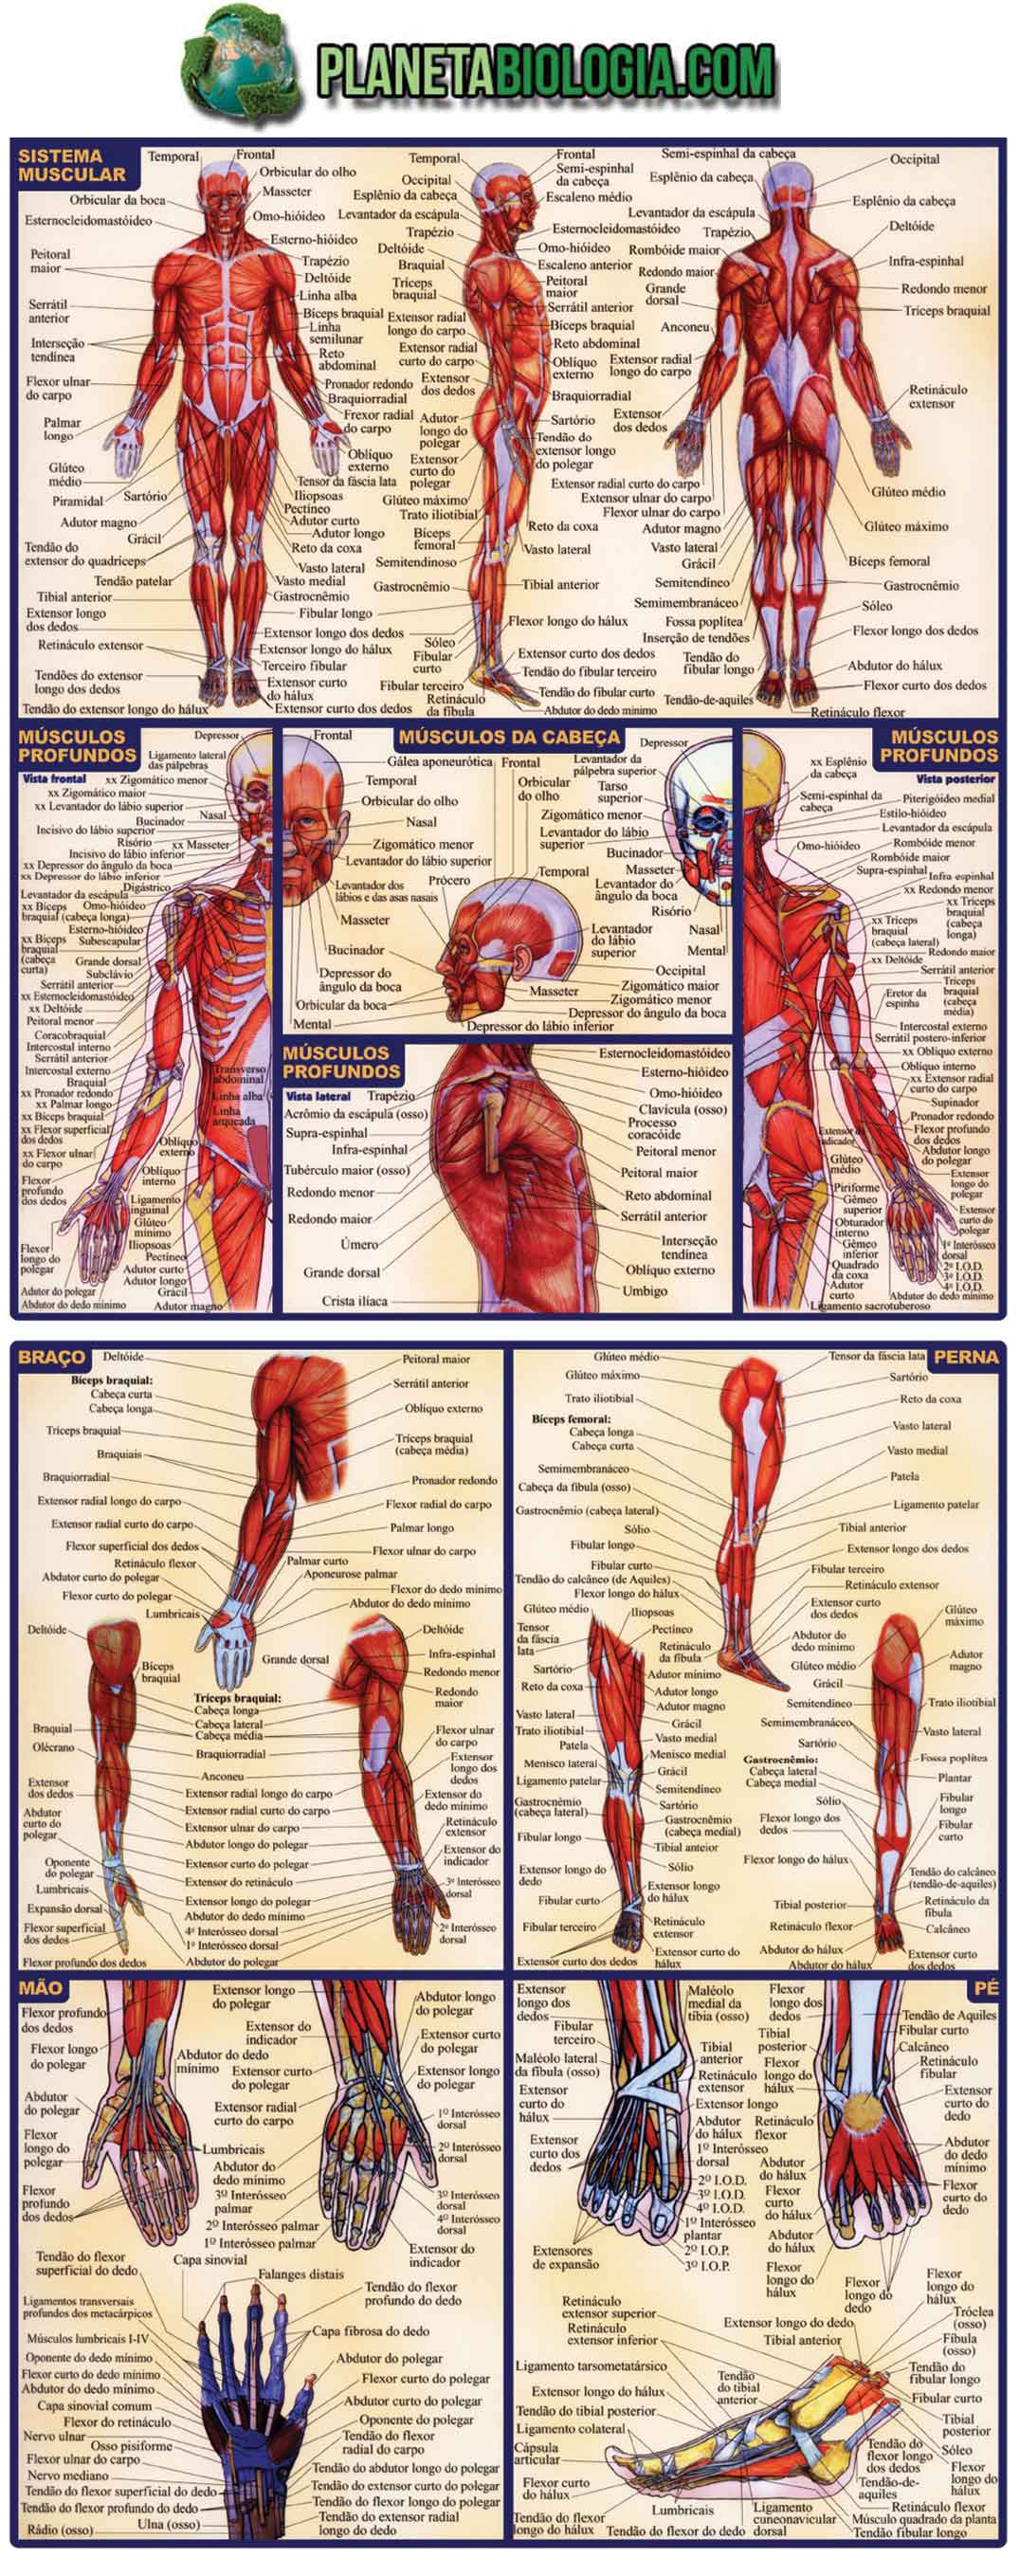 PLANETABIOLOGIA.COM
SISTEMA
MUSCULAR
Temporal
Frontal
Orbicular do olho
Masseter
Orbicular da boca
Omo-hióideo
Esternocleidomastóideo
Esterno-hióideo
Peitoral
maior
Trapézio
Deltóide
Linha alba
Serrátil
anterior
Bíceps braquial
Linha
semilunar
Interseção
tendínea
Reto
abdominal
Flexor ulnar
do carpo
Pronador redondo
Braquiorradial
Frexor radial
do carpo
Palmar
longo
Oblíquo
externo
Glúteo
médio
Tensor da fáscia lata
Piramidal
Sartório
Iliopsoas
Pectíneo
Adutor magno
Adutor curto
Adutor longo
Grácil
Reto da coxa
Tendão do
extensor do quadríceps
Vasto lateral
Vasto medial
Tendão patelar
Gastrocnêmio
Tibial anterior
Fibular longo
Extensor longo
dos dedos
Extensor longo dos dedos
Retináculo extensor
Extensor longo do hálux
Terceiro fibular
Tendões do extensor
longo dos dedos
Extensor curto
do hálux
Tendão do extensor longo do hálux
Extensor curto dos dedos
Temporal
Frontal
Occipital
Semi-espinhal
da cabeça
Esplênio da cabeça
Escaleno médio
Levantador da escápula
Esternocleidomastóideo
Trapézio
Omo-hióideo
Deltóide
Escaleno anterior
Braquial
Peitoral
maior
Tríceps
braquial
Serrátil anterior
Extensor radial
longo do carpo
Bíceps braquial
Reto abdominal
Extensor radial
curto do carpo
Oblíquo
externo
Extensor
dos dedos
Braquiorradial
Adutor
longo do
polegar
Sartório
Tendão do
extensor longo
do polegar
Extensor
curto do
polegar
Glúteo máximo
Trato iliotibial
Reto da coxa
Bíceps
femoral
Vasto lateral
Semitendinoso
Gastrocnêmio
Tibial anterior
Flexor longo do hálux
Sóleo
Extensor curto dos dedos
Fibular
curto
Tendão do fibular terceiro
Fibular terceiro
Tendão do fibular curto
Retináculo
da fíbula
Abdutor do dedo mínimo
Semi-espinhal da cabeça
Occipital
Esplênio da cabeça
Esplênio da cabeça
Levantador da escápula
Deltóide
Trapézio
Rombóide maior
Infra-espinhal
Redondo maior
Redondo menor
Grande
dorsal
Tríceps braquial
Anconeu
Extensor radial
longo do carpo
Retináculo
extensor
Extensor
dos dedos
Extensor radial curto do carpo
Glúteo médio
Extensor ulnar do carpo
Flexor ulnar do carpo
Glúteo máximo
Adutor magno
Vasto lateral
Bíceps femoral
Grácil
Semitendíneo
Gastrocnêmio
Semimembranáceo
Sóleo
Fossa poplítea
Flexor longo dos dedos
Inserção de tendões
Tendão do
fibular longo
Abdutor do hálux
Tendão-de-aquiles
Flexor curto dos dedos
Retináculo flexor
MÚSCULOS
PROFUNDOS
Vista frontal
Depressor
Ligamento lateral
das pálpebras
xx Zigomático menor
xx Zigomático maior
xx Levantador do lábio superior
Nasal
Bucinador
Incisivo do lábio superior
Risório
xx Masseter
Incisivo do lábio inferior
xx Depressor do ângulo da boca
xx Depressor do lábio inferior
Digástrico
Levantador da escápula
xx Bíceps
braquial (cabeça longa)
Omo-hióideo
Esterno-hióideo
xx Bíceps
braquial
(cabeça
curta)
Subescapular
Grande dorsal
Subclávio
Serrátil anterior
xx Esternocleidomastóideo
xx Deltóide
Peitoral menor
Coracobraquial
Intercostal interno
Serrátil anterior
Intercostal externo
Braquial
xx Pronador redondo
xx Palmar longo
xx Bíceps braquial
xx Flexor superficial
dos dedos
xx Flexor ulnar
do carpo
Flexor
profundo
dos dedos
Transverso
abdominal
Linha alba
Linha
arqueada
Oblíquo
externo
Oblíquo
interno
Ligamento
inguinal
Glúteo
mínimo
Iliopsoas
Pectíneo
Flexor
longo do
polegar
Adutor curto
Adutor longo
Adutor do polegar
Grácil
Abdutor do dedo mínimo
Adutor magno
MÚSCULOS DA CABEÇA
Frontal
Gálea aponeurótica
Temporal
Orbicular do olho
Nasal
Zigomático menor
Levantador do lábio superior
Levantador dos
lábios e das asas nasais
Masseter
Bucinador
Depressor do
ângulo da boca
Orbicular da boca
Mental
Frontal
Orbicular
do olho
Prócero
Temporal
Levantador
do lábio
superior
Occipital
Zigomático maior
Masseter
Zigomático menor
Depressor do ângulo da boca
Depressor do lábio inferior
Depressor
Levantador da
pálpebra superior
Tarso
superior
Zigomático menor
Levantador do lábio
superior
Bucinador
Masseter
Levantador do
ângulo da boca
Risório
Nasal
Mental
MÚSCULOS
PROFUNDOS
Vista lateral
Trapézio
Acrômio da escápula (osso)
Supra-espinhal
Infra-espinhal
Tubérculo maior (osso)
Redondo menor
Redondo maior
Úmero
Grande dorsal
Crista ilíaca
Esternocleidomastóideo
Esterno-hióideo
Omo-hióideo
Clavícula (osso)
Processo
coracóide
Peitoral menor
Peitoral maior
Reto abdominal
Serrátil anterior
Interseção
tendínea
Oblíquo externo
Umbigo
MÚSCULOS
PROFUNDOS
Vista posterior
xx Esplênio
da cabeça
Semi-espinhal da
cabeça
Piterigóideo medial
Estilo-hióideo
Levantador da escápula
Omo-hióideo
Rombóide menor
Rombóide maior
Supra-espinhal
Infra-espinhal
xx Redondo menor
xx Tríceps
braquial
(cabeça
longa)
xx Tríceps
braquial
(cabeça lateral)
Redondo maior
xx Deltóide
Serrátil anterior
Eretor da
espinha
Tríceps
braquial
(cabeça
média)
Intercostal externo
Serrátil postero-inferior
xx Oblíquo externo
Oblíquo interno
xx Extensor radial
curto do carpo
Supinador
Pronador redondo
Flexor profundo
dos dedos
Abdutor longo
do polegar
Glúteo
médio
Extensor
longo do
polegar
Piriforme
Gêmeo
superior
Extensor
curto do
polegar
Obturador
interno
Gêmeo
inferior
1º Interósseo
dorsal
Quadrado
da coxa
2º I.O.D.
3º I.O.D.
4º I.O.D.
Adutor
curto
Abdutor do dedo mínimo
Ligamento sacrotuberoso
BRAÇO
Deltóide
Bíceps braquial:
Cabeça curta
Cabeça longa
Tríceps braquial
Braquiais
Braquiorradial
Extensor radial longo do carpo
Extensor radial curto do carpo
Flexor superficial dos dedos
Retináculo flexor
Abdutor curto do polegar
Flexor curto do polegar
Lumbricais
Peitoral maior
Serrátil anterior
Oblíquo externo
Tríceps braquial
(cabeça média)
Pronador redondo
Flexor radial do carpo
Palmar longo
Flexor ulnar do carpo
Palmar curto
Aponeurose palmar
Flexor do dedo mínimo
Abdutor do dedo mínimo
Deltóide
Bíceps
braquial
Braquial
Olécrano
Extensor
dos dedos
Abdutor
curto do
polegar
Oponente
do polegar
Lumbricais
Expansão dorsal
Flexor superficial
dos dedos
Flexor profundo dos dedos
Grande dorsal
Tríceps braquial:
Cabeça longa
Cabeça lateral
Cabeça média
Braquiorradial
Anconeu
Extensor radial longo do carpo
Extensor radial curto do carpo
Extensor ulnar do carpo
Abdutor longo do polegar
Extensor curto do polegar
Extensor do retináculo
Extensor longo do polegar
Abdutor do dedo mínimo
4º Interósseo dorsal
1º Interósseo dorsal
Abdutor do polegar
Deltóide
Infra-espinhal
Redondo menor
Redondo
maior
Flexor ulnar
do carpo
Extensor
longo dos
dedos
Extensor do
dedo mínimo
Retináculo
extensor
Extensor do
indicador
3º Interósseo
dorsal
2º Interósseo
dorsal
PERNA
Glúteo médio
Glúteo máximo
Trato iliotibial
Bíceps femoral:
Cabeça longa
Cabeça curta
Semimembranáceo
Cabeça da fíbula (osso)
Gastrocnêmio (cabeça lateral)
Sólio
Fibular longo
Fibular curto
Tendão do calcâneo (de Aquiles)
Flexor longo do hálux
Tensor da fáscia lata
Sartório
Reto da coxa
Vasto lateral
Vasto medial
Patela
Ligamento patelar
Tibial anterior
Extensor longo dos dedos
Fibular terceiro
Retináculo extensor
Extensor curto
dos dedos
Abdutor do
dedo mínimo
Retináculo
da fíbula
Glúteo médio
Tensor
da fáscia
lata
Sartório
Reto da coxa
Vasto lateral
Trato iliotibial
Patela
Menisco lateral
Ligamento patelar
Gastrocnêmio
(cabeça lateral)
Fibular longo
Extensor longo do
dedo
Fibular curto
Fibular terceiro
Extensor curto dos dedos
Iliopsoas
Pectíneo
Adutor mínimo
Adutor longo
Adutor magno
Grácil
Vasto medial
Menisco medial
Grácil
Semitendíneo
Sartório
Gastrocnêmio
(cabeça medial)
Tibial anteior
Sólio
Extensor longo
do hálux
Retináculo
extensor
Extensor curto do
hálux
Glúteo médio
Grácil
Semitendíneo
Semimembranáceo
Sartório
Gastroenêmio:
Cabeça lateral
Cabeça medial
Sólio
Flexor longo dos
dedos
Flexor longo do hálux
Tibial posterior
Retináculo flexor
Abdutor do hálux
Abdutor do hálux
Glúteo
máximo
Adutor
magno
Trato iliotibial
Vasto lateral
Fossa poplítea
Plantar
Fibular
longo
Fibular
curto
Tendão do calcâneo
(tendão-de-aquiles)
Retináculo da
fíbula
Calcâneo
Extensor curto
dos dedos
MÃO
Flexor profundo
dos dedos
Flexor longo
do polegar
Abdutor
do polegar
Flexor
longo do
polegar
Flexor
profundo
dos dedos
Abdutor do dedo
mínimo
Lumbricais
Extensor longo
do polegar
Extensor do
indicador
Extensor curto
do polegar
Extensor radial
curto do carpo
Abdutor do
dedo mínimo
3º Interósseo
palmar
2º Interósseo palmar
1º Interósseo palmar
Abdutor longo
do polegar
Extensor curto
do polegar
Extensor longo
do polegar
1º Interósseo
dorsal
2º Interósseo
dorsal
3º Interósseo
dorsal
4º Interósseo
dorsal
Extensor do
indicador
Tendão do flexor
superficial do dedo
Capa sinovial
Falanges distais
Tendão do flexor
profundo do dedo
Ligamentos transversais
profundos dos metacárpicos
Capa fibrosa do dedo
Músculos lumbricais I-IV
Oponente do dedo mínimo
Flexor curto do dedo mínimo
Abdutor do dedo mínimo
Capa sinovial comum
Flexor do retináculo
Nervo ulnar
Osso pisiforme
Flexor ulnar do carpo
Nervo mediano
Tendão do flexor superficial do dedo
Tendão do flexor profundo do dedo
Rádio (osso)
Ulna (osso)
Abdutor do polegar
Flexor curto do polegar
Abdutor curto do polegar
Oponente do polegar
Tendão do flexor
radial do carpo
Tendão do abdutor longo do polegar
Tendão do extensor curto do polegar
Tendão do flexor longo do polegar
Tendão do extensor radial
longo do dedo
PÉ
Extensor
longo dos
dedos
Fibular
terceiro
Maléolo lateral
da fíbula (osso)
Extensor
curto do
hálux
Extensor
curto dos
dedos
Extensores
de expansão
Maléolo
medial da
tíbia (osso)
Tibial
anterior
Retináculo
extensor
Extensor longo
Abdutor
do hálux
1º Interósseo
dorsal
2º I.O.D.
3º I.O.D.
4º I.O.D.
1º Interósseo
plantar
2º I.O.P.
3º I.O.P.
Flexor
longo dos
dedos
Tibial
posterior
Flexor
longo do
hálux
Retináculo
flexor
Abdutor
do hálux
Flexor
curto
do hálux
Abdutor
do hálux
Flexor
longo do
hálux
Tendão de Aquiles
Fibular curto
Calcâneo
Retináculo
fibular
Extensor
curto do
dedo
Abdutor
do dedo
mínimo
Flexor
curto do
dedo
Flexor
longo do
dedo
Flexor
longo do
hálux
Retináculo
extensor superior
Retináculo
extensor inferior
Ligamento tarsometatársico
Extensor longo do hálux
Tendão do tibial posterior
Ligamento colateral
Cápsula
articular
Flexor curto
do hálux
Tendão do flexor
longo do hálux
Extensor longo do dedo
Tibial anterior
Tendão
do tibial
anterior
Lumbricais
Tendão do flexor do dedo
Ligamento
cuneonavicular
dorsal
Tróclea
(osso)
Fíbula
(osso)
Tendão do
fibular longo
Fibular curto
Tibial
posterior
Sóleo
Tendão do
flexor longo
dos dedos
Flexor
longo do
hálux
Tendão-de-
aquiles
Retináculo flexor
Músculo quadrado da planta
Tendão fibular longo